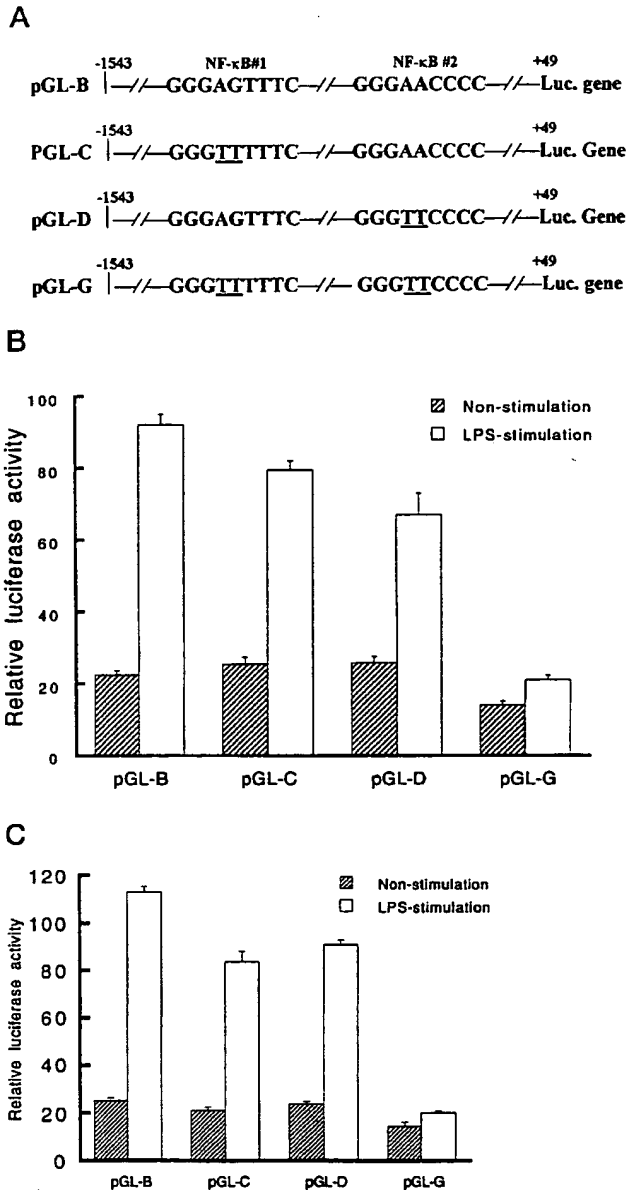 A
-1543 NF-κB#1 NF-κB #2 +49
pGL-B GGGAGTTTC GGGAACCCC Luc. gene
-1543 +49
PGL-C GGGTTTTTC GGGAACCCC Luc. Gene
-1543 +49
pGL-D GGGAGTTTC GGGTTCCCC Luc. Gene
-1543 +49
pGL-G GGGTTTTTC GGGTTCCCC Luc. gene
B
Relative luciferase activity
100
80
60
40
20
0
Non-stimulation
LPS-stimulation
pGL-B pGL-C pGL-D pGL-G
C
Relative luciferase activity
120
100
80
60
40
20
0
Non-stimulation
LPS-stimulation
pGL-B pGL-C pGL-D pGL-G